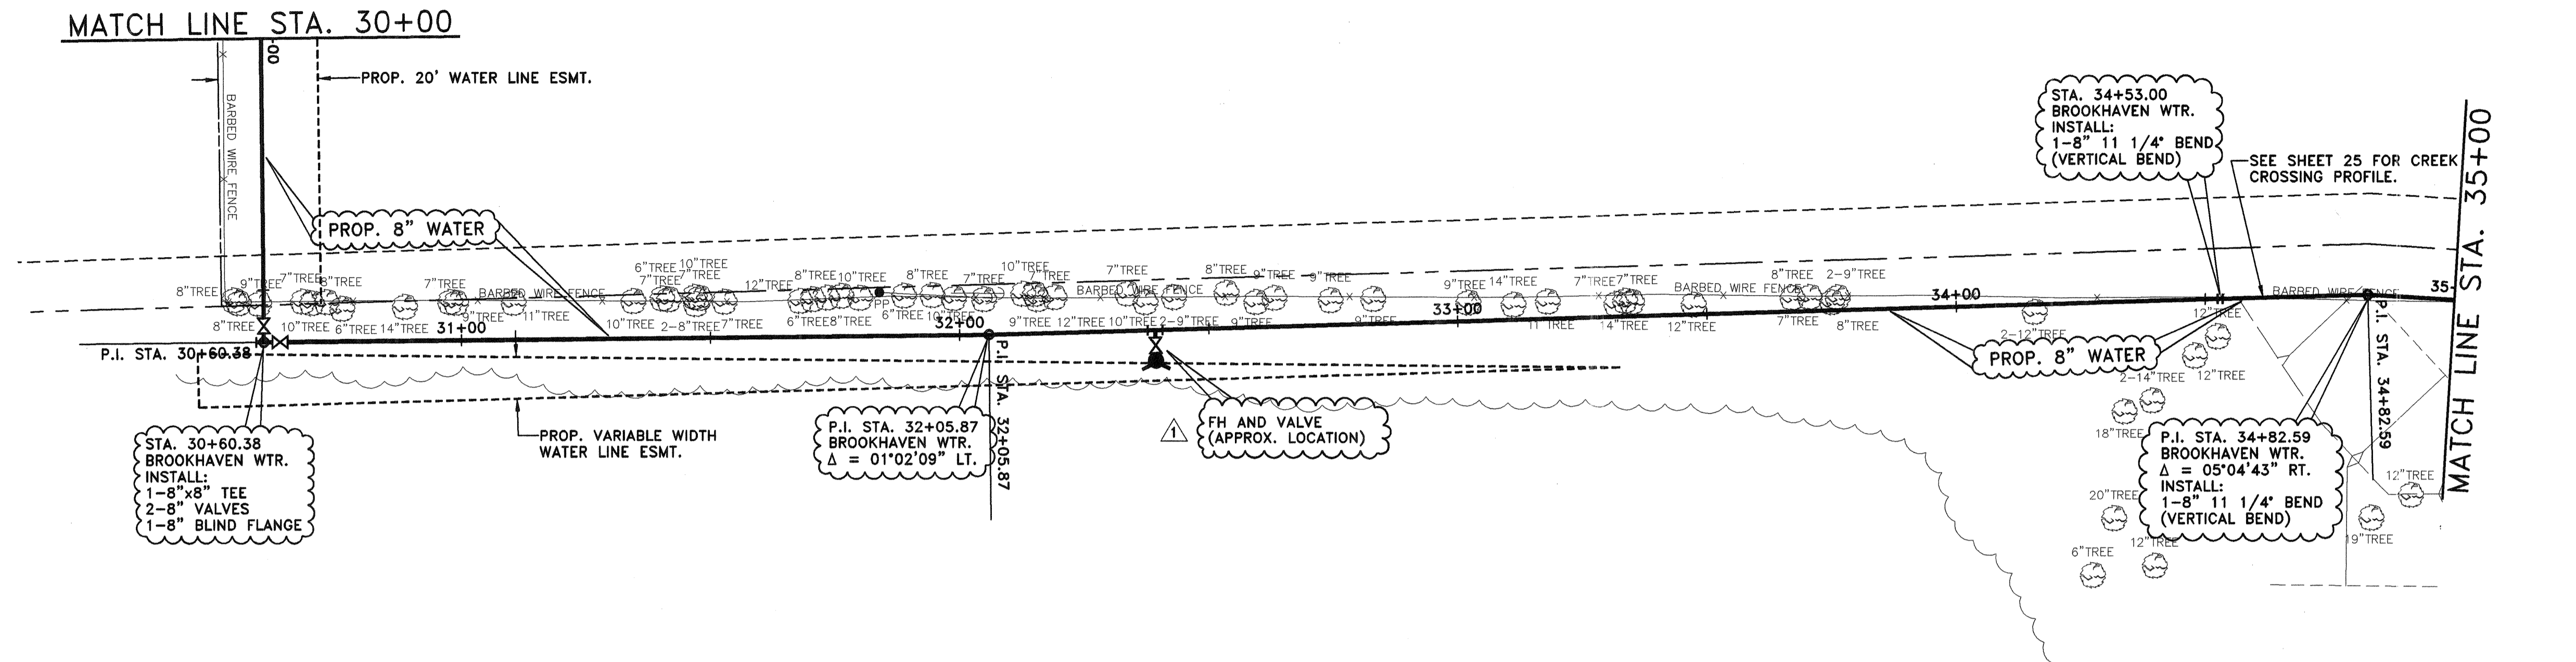 MATCH LINE STA. 30+00
00
PROP. 20' WATER LINE ESMT.
BARBED WIRE FENCE
PROP. 8" WATER
STA. 34+53.00
BROOKHAVEN WTR.
INSTALL:
1-8" 11 1/4° BEND
(VERTICAL BEND)
SEE SHEET 25 FOR CREEK
CROSSING PROFILE.
MATCH LINE STA. 35+00
8"TREE
9"TREE
7"TREE
8"TREE
7"TREE
BARBED WIRE FENCE
6"TREE
10"TREE
7"TREE
7"TREE
12"TREE
8"TREE
10"TREE
8"TREE
7"TREE
10"TREE
7"TREE
7"TREE
BARBED WIRE FENCE
8"TREE
9"TREE
9"TREE
9"TREE
14"TREE
7"TREE
7"TREE
BARBED WIRE FENCE
8"TREE
2-9"TREE
BARBED WIRE FENCE
PP
8"TREE
10"TREE
6"TREE
14"TREE
9"TREE
11"TREE
10"TREE
2-8"TREE
7"TREE
6"TREE
8"TREE
6"TREE
10"TREE
9"TREE
12"TREE
10"TREE
2-9"TREE
9"TREE
9"TREE
11"TREE
14"TREE
12"TREE
7"TREE
8"TREE
2-12"TREE
12"TREE
31+00
32+00
33+00
34+00
35
P.I. STA. 30+60.38
P.I. STA. 32+05.87
P.I. STA. 34+82.59
PROP. 8" WATER
12"TREE
2-14"TREE
18"TREE
20"TREE
6"TREE
12"TREE
12"TREE
19"TREE
STA. 30+60.38
BROOKHAVEN WTR.
INSTALL:
1-8"x8" TEE
2-8" VALVES
1-8" BLIND FLANGE
PROP. VARIABLE WIDTH
WATER LINE ESMT.
P.I. STA. 32+05.87
BROOKHAVEN WTR.
Δ = 01°02'09" LT.
1
FH AND VALVE
(APPROX. LOCATION)
P.I. STA. 34+82.59
BROOKHAVEN WTR.
Δ = 05°04'43" RT.
INSTALL:
1-8" 11 1/4° BEND
(VERTICAL BEND)